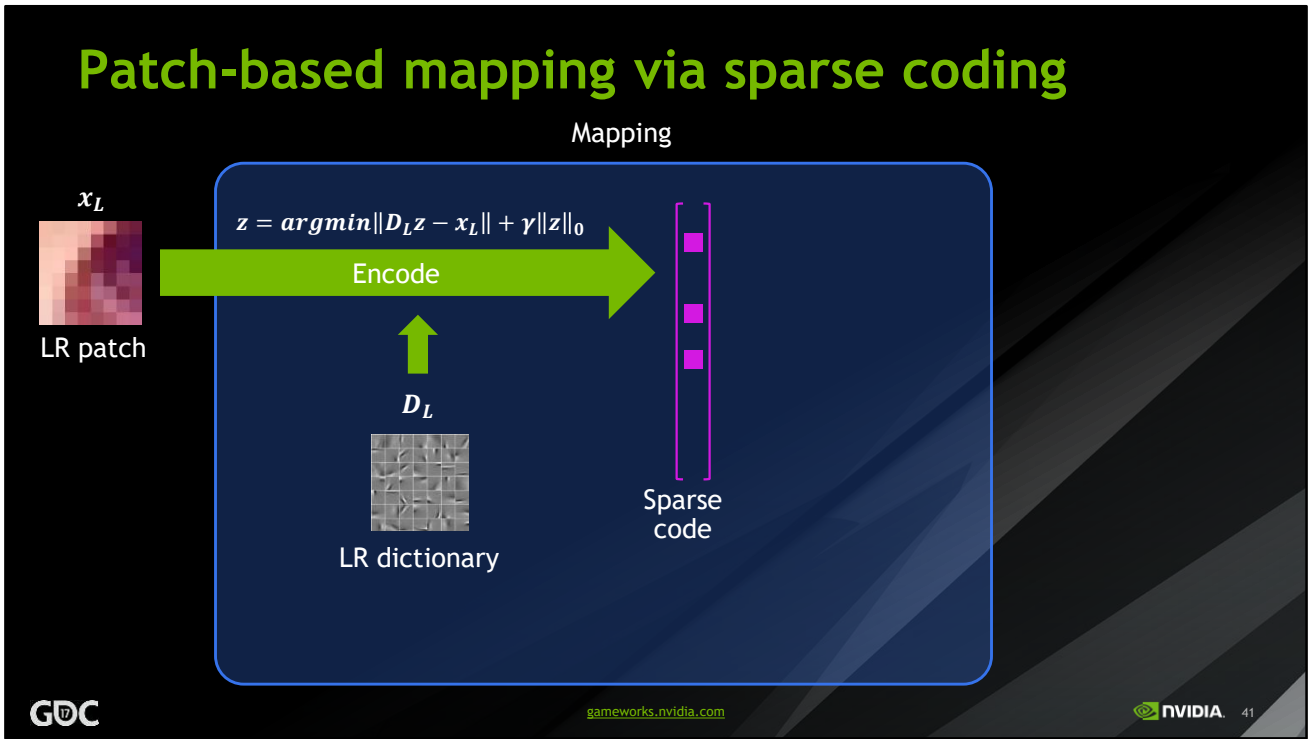 Patch-based mapping via sparse coding
Mapping
x_L
z = argmin‖D_L z − x_L‖ + γ‖z‖_0
Encode
LR patch
D_L
LR dictionary
Sparse
code
GDC 17
gameworks.nvidia.com
NVIDIA.
41